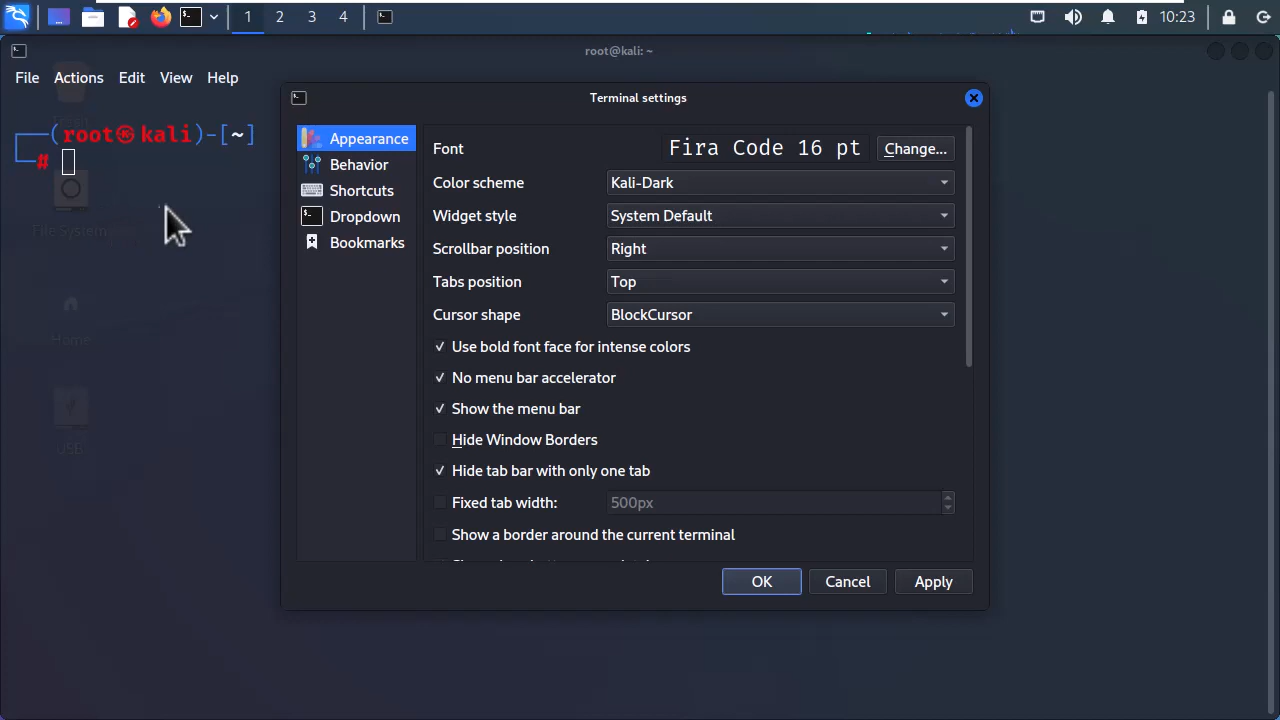 1 2 3 4
10:23
root@kali: ~
File Actions Edit View Help
┌──(root㉿kali)-[~]
└─#
File System
Home
USB
Terminal settings
Appearance
Behavior
Shortcuts
Dropdown
Bookmarks
Font Fira Code 16 pt Change...
Color scheme Kali-Dark
Widget style System Default
Scrollbar position Right
Tabs position Top
Cursor shape BlockCursor
Use bold font face for intense colors
No menu bar accelerator
Show the menu bar
Hide Window Borders
Hide tab bar with only one tab
Fixed tab width: 500px
Show a border around the current terminal
OK Cancel Apply